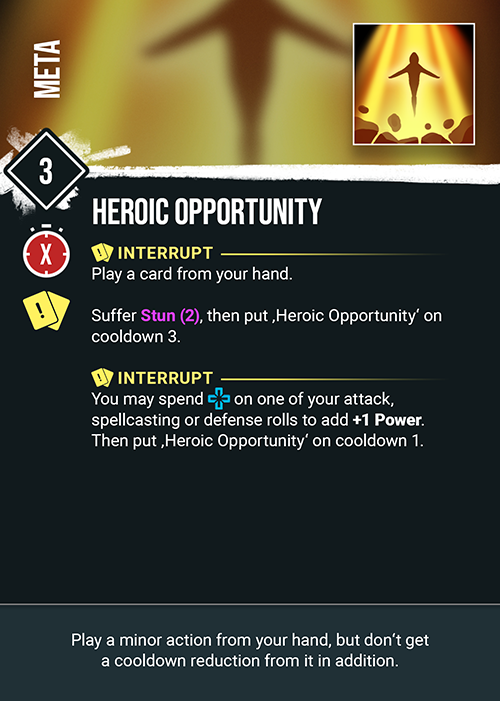 META
3
HEROIC OPPORTUNITY
X
! INTERRUPT
Play a card from your hand.
!
Suffer Stun (2), then put ‚Heroic Opportunity‘ on
cooldown 3.
! INTERRUPT
You may spend on one of your attack,
spellcasting or defense rolls to add +1 Power.
Then put ‚Heroic Opportunity‘ on cooldown 1.
Play a minor action from your hand, but don‘t get
a cooldown reduction from it in addition.